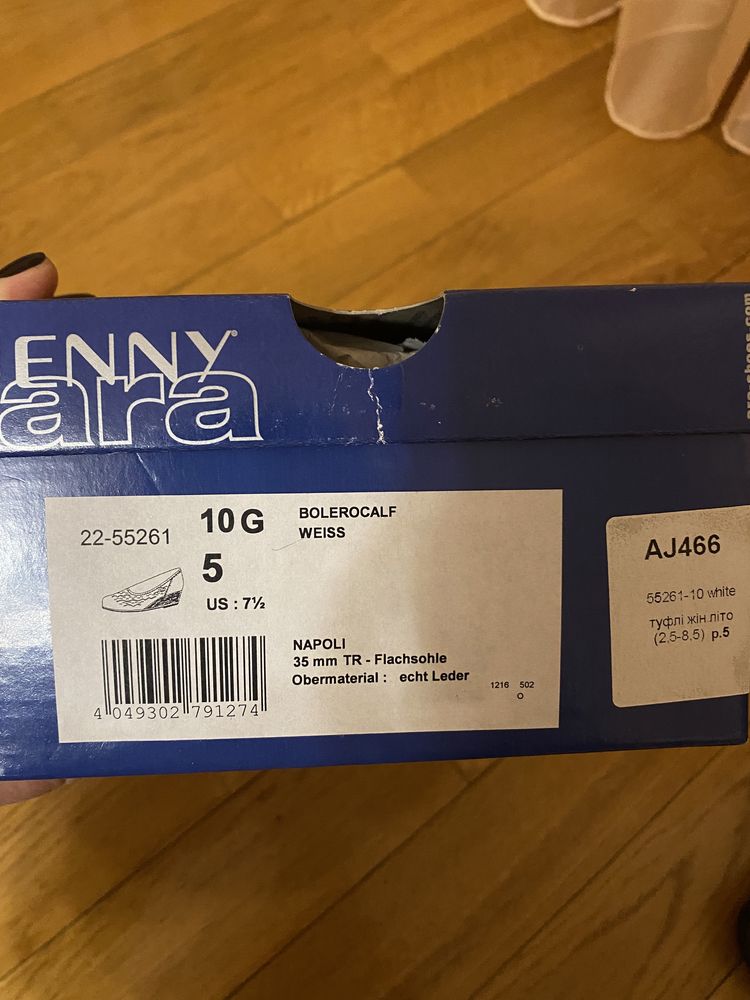 ENNY®
ara
22-55261
10 G
5
US : 7½
BOLEROCALF
WEISS
NAPOLI
35 mm TR - Flachsohle
Obermaterial : echt Leder
1216 502
O
4 049302 791274
AJ466
55261-10 white
туфлі жін.літо
(2,5-8,5) р.5